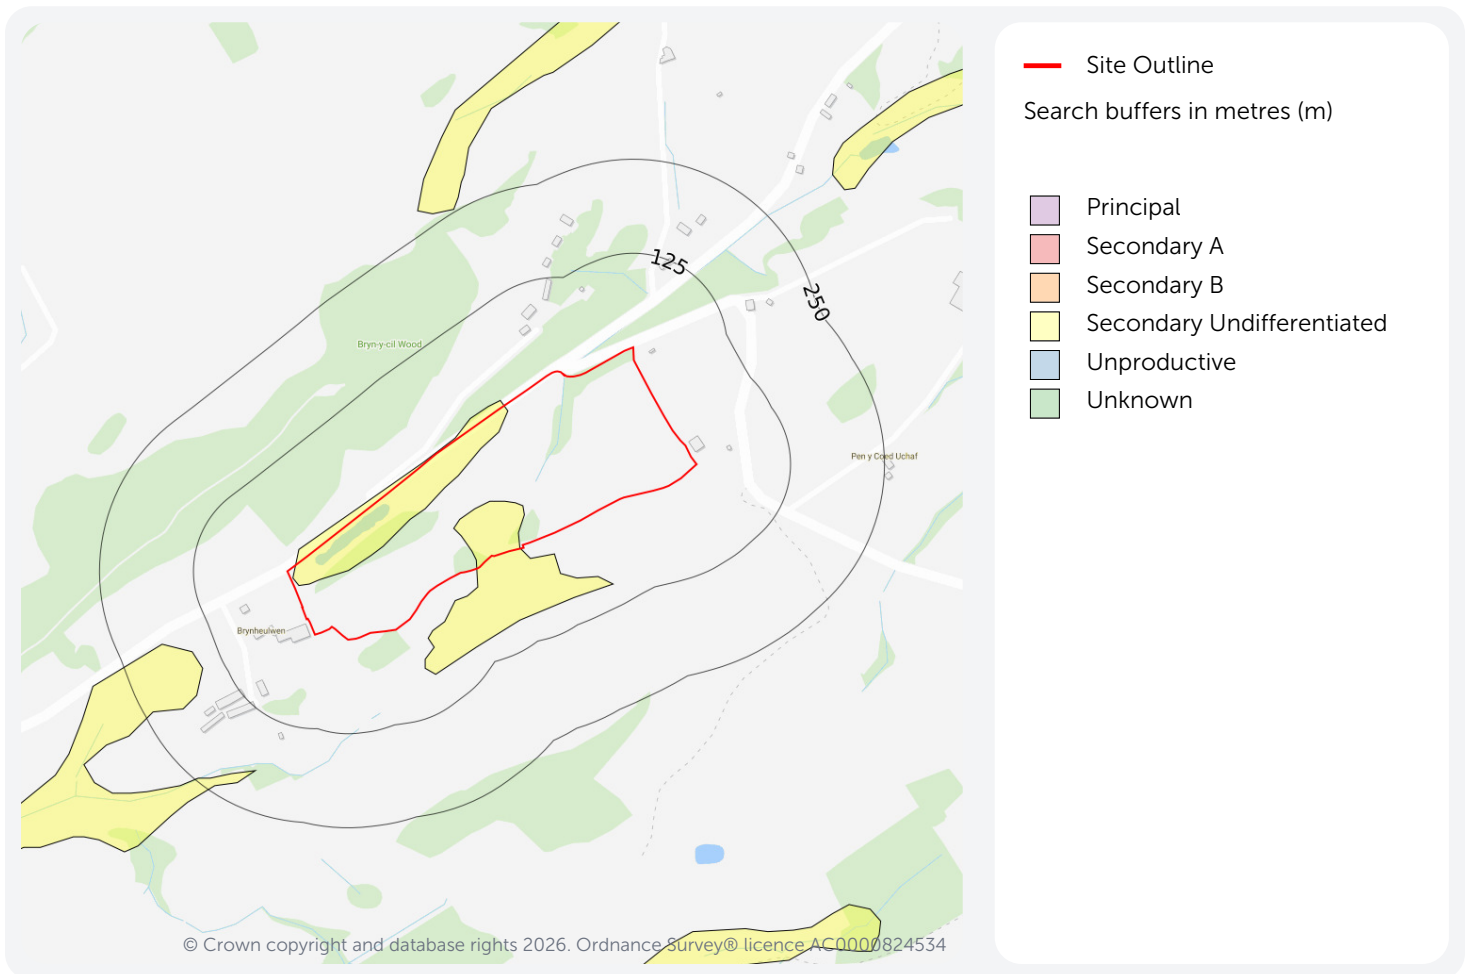 125
250
Bryn-y-cil Wood
Pen y Coed Uchaf
Brynheulwen
© Crown copyright and database rights 2026. Ordnance Survey® licence AC0000824534
Site Outline
Search buffers in metres (m)
Principal
Secondary A
Secondary B
Secondary Undifferentiated
Unproductive
Unknown